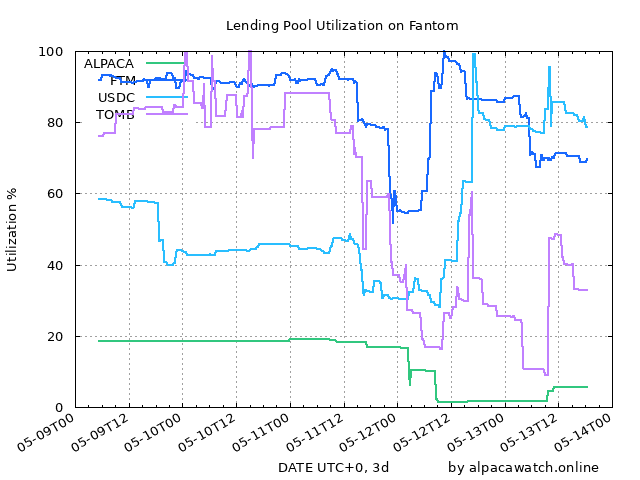 Lending Pool Utilization on Fantom
100
80
60
40
20
0
Utilization %
ALPACA
FTM
USDC
TOMB
05-09T00
05-09T12
05-10T00
05-10T12
05-11T00
05-11T12
05-12T00
05-12T12
05-13T00
05-13T12
05-14T00
DATE UTC+0, 3d
by alpacawatch.online